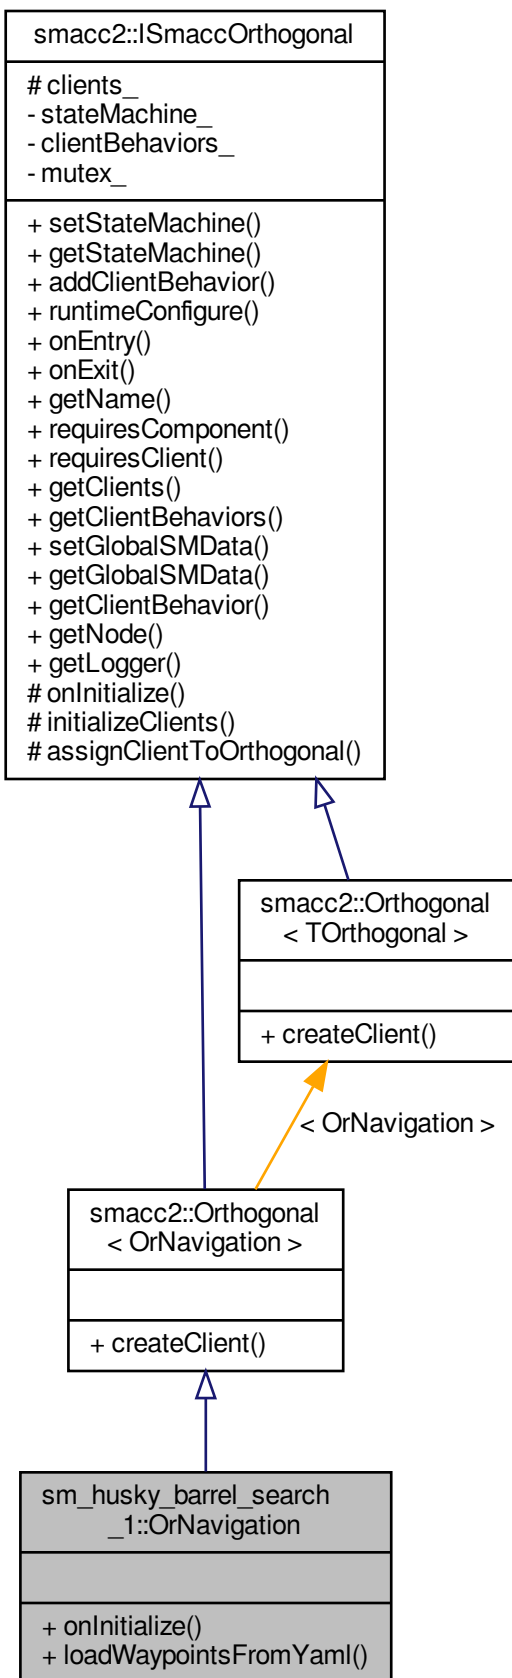 smacc2::ISmaccOrthogonal
# clients_
- stateMachine_
- clientBehaviors_
- mutex_
+ setStateMachine()
+ getStateMachine()
+ addClientBehavior()
+ runtimeConfigure()
+ onEntry()
+ onExit()
+ getName()
+ requiresComponent()
+ requiresClient()
+ getClients()
+ getClientBehaviors()
+ setGlobalSMData()
+ getGlobalSMData()
+ getClientBehavior()
+ getNode()
+ getLogger()
# onInitialize()
# initializeClients()
# assignClientToOrthogonal()
smacc2::Orthogonal
< TOrthogonal >
+ createClient()
< OrNavigation >
smacc2::Orthogonal
< OrNavigation >
+ createClient()
sm_husky_barrel_search
_1::OrNavigation
+ onInitialize()
+ loadWaypointsFromYaml()